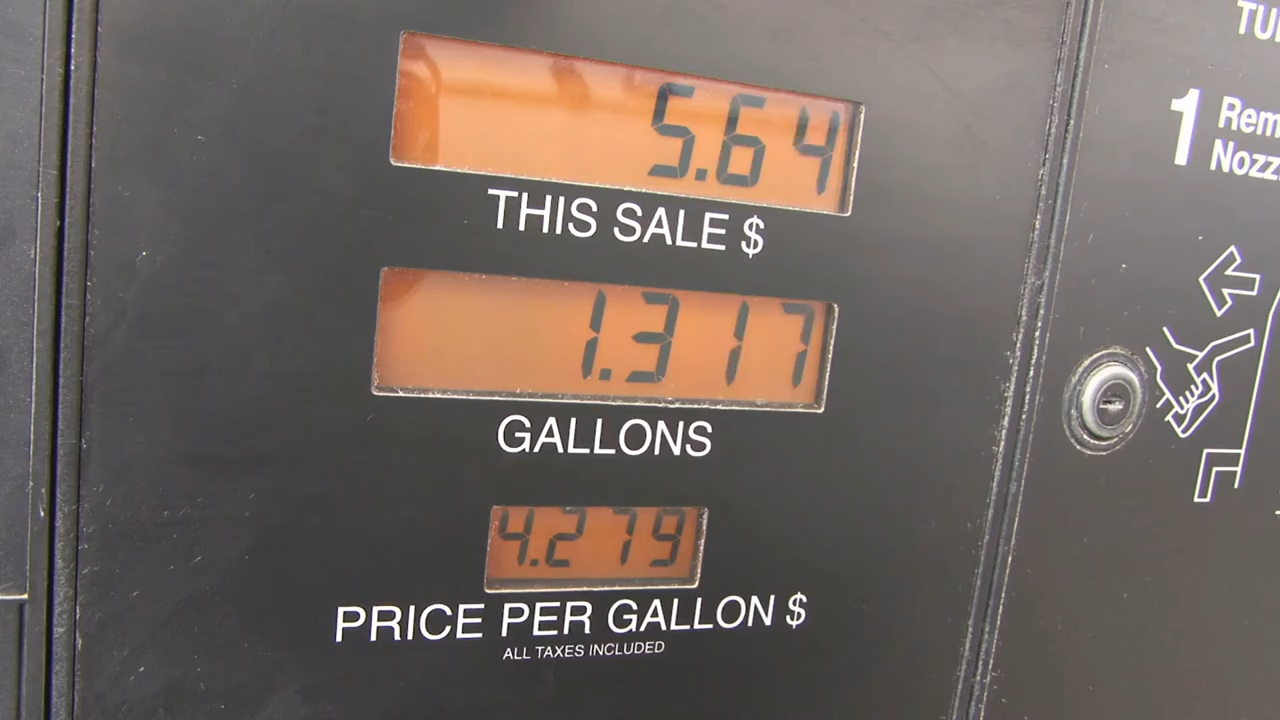 5.64
THIS SALE $
1.317
GALLONS
4.279
PRICE PER GALLON $
ALL TAXES INCLUDED
1